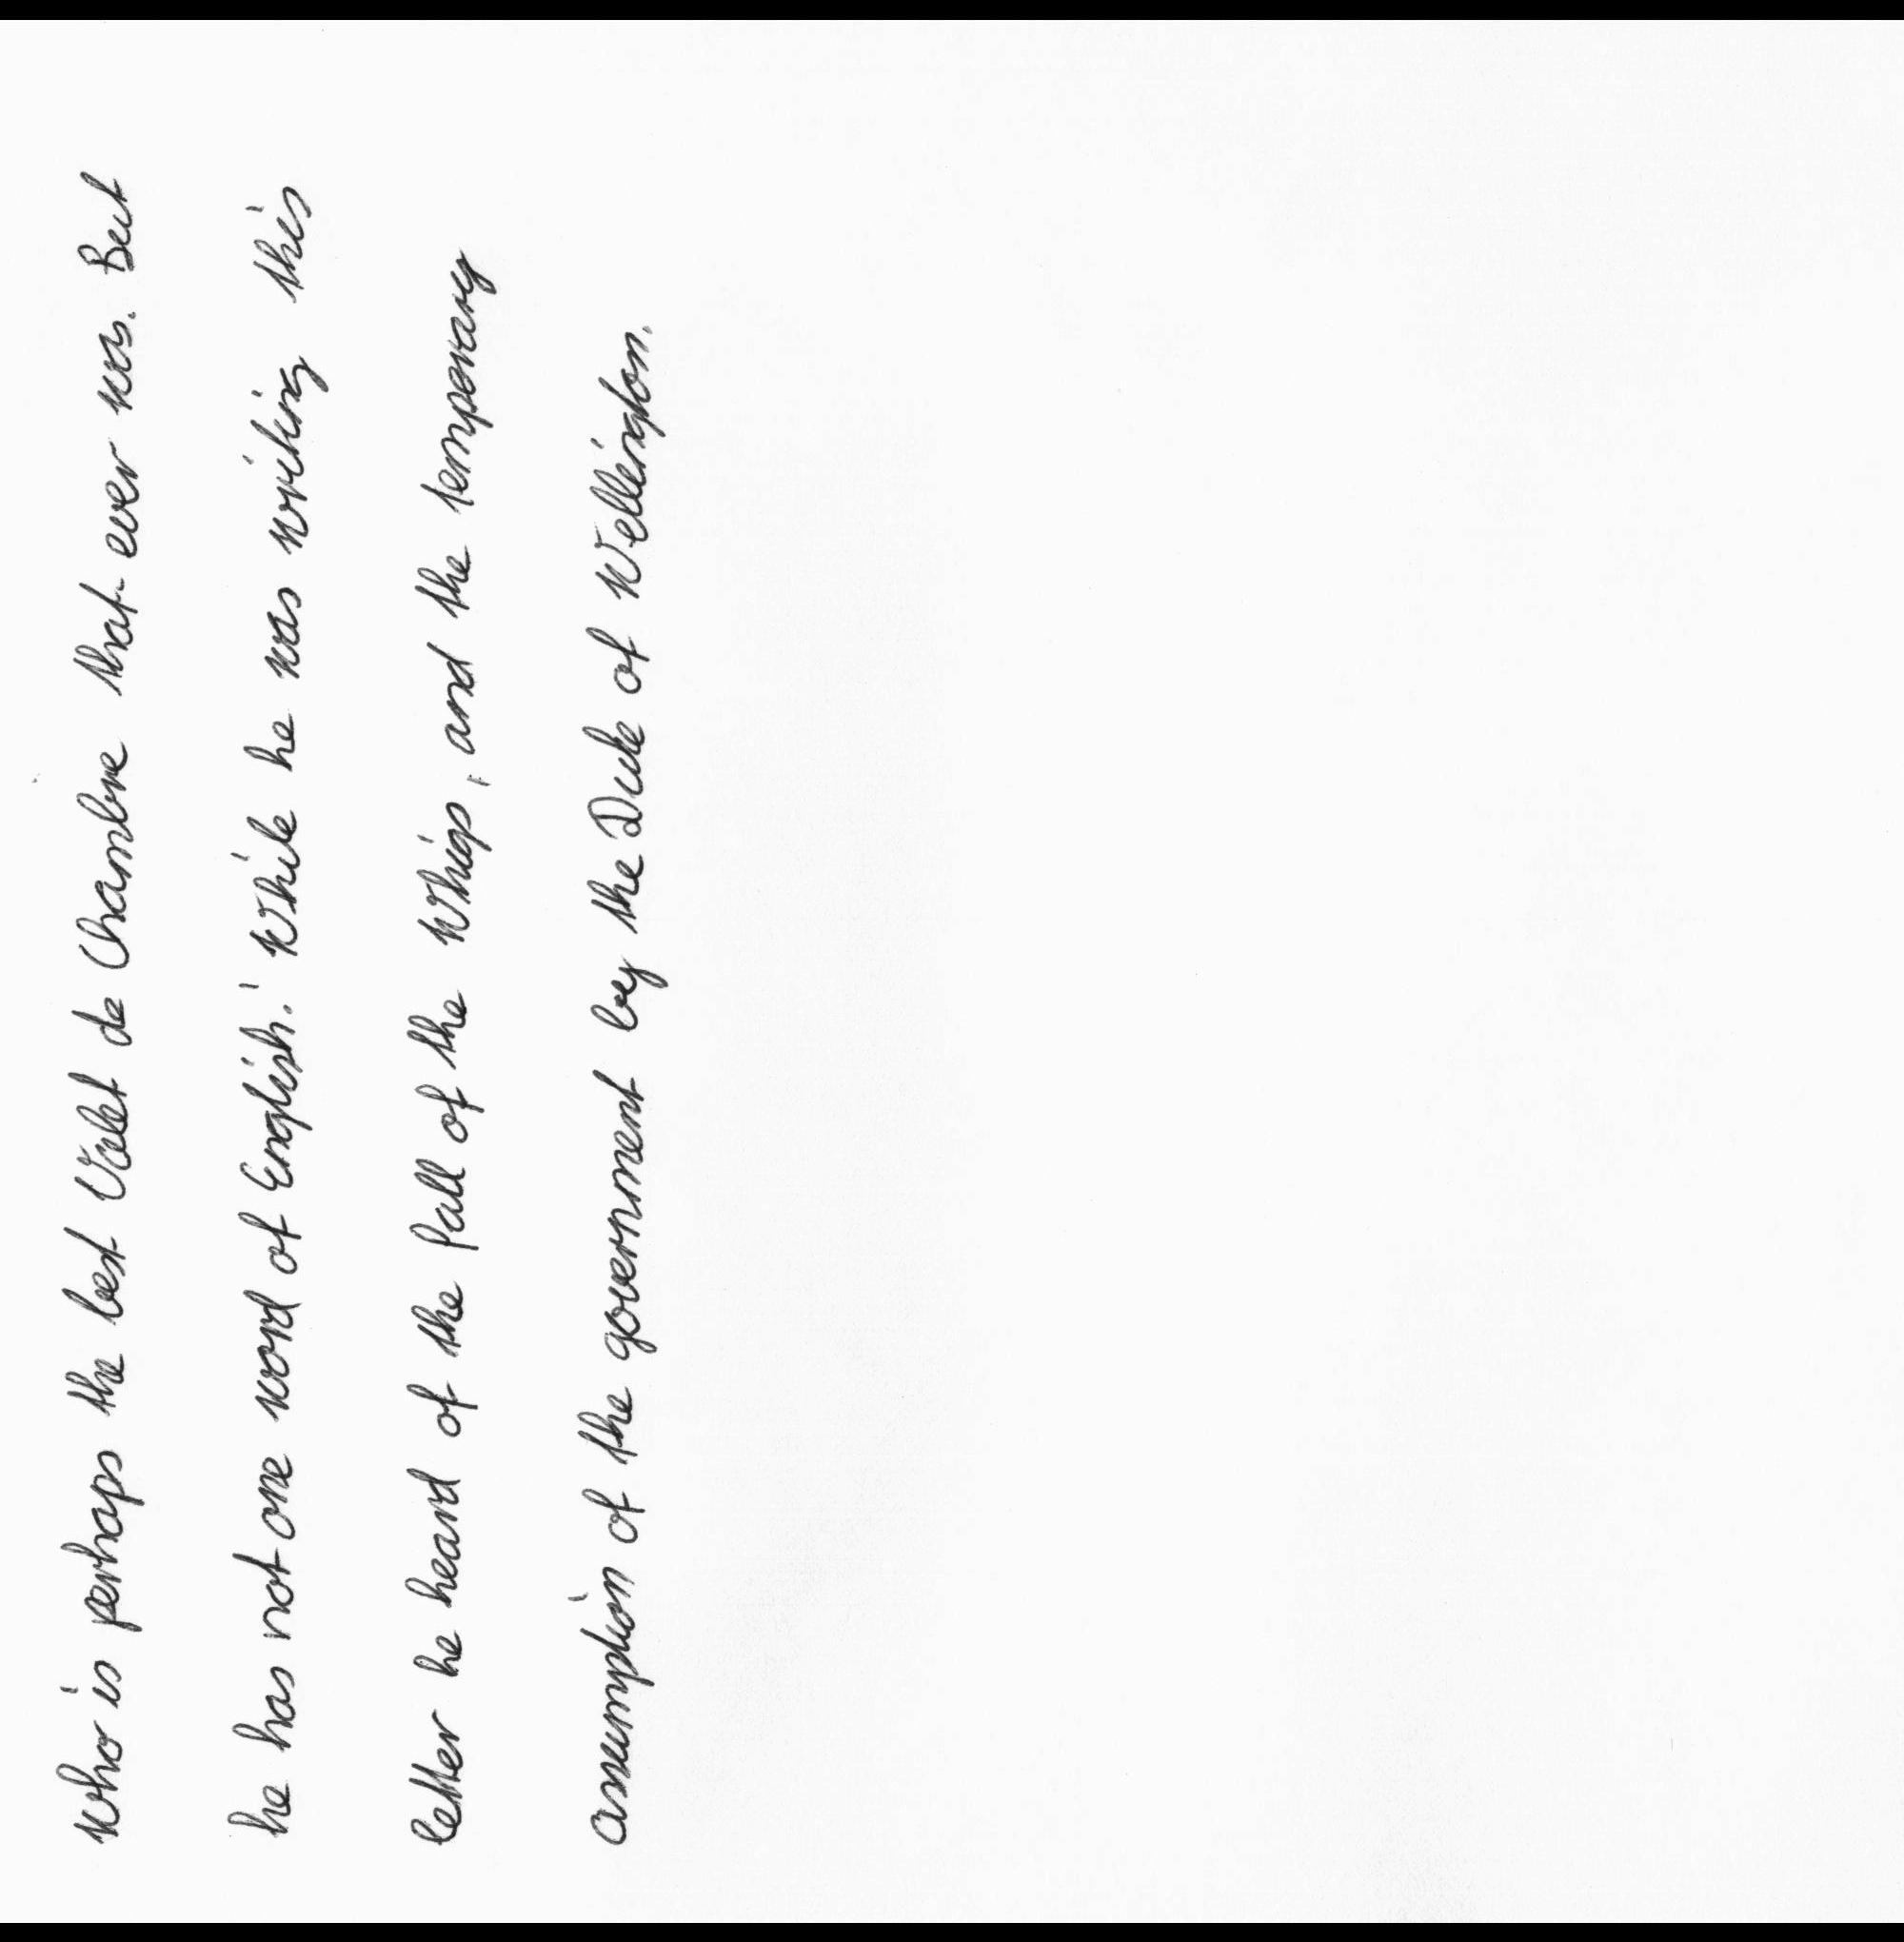 who is perhaps the best Valet de Chambre that ever was. But
he has not one word of English.' While he was writing this
letter he heard of the fall of the Whigs, and the temporary
assumption of the government by the Duke of Wellington.